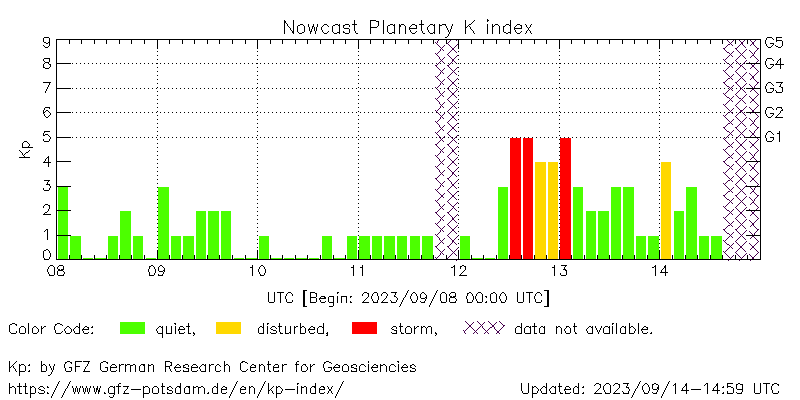 Nowcast Planetary K index
9 G5
8 G4
7 G3
6 G2
5 G1
4
3
2
1
0
Kp
08 09 10 11 12 13 14
UTC [Begin: 2023/09/08 00:00 UTC]
Color Code: quiet, disturbed, storm, data not available.
Kp: by GFZ German Research Center for Geosciencies
https://www.gfz-potsdam.de/en/kp-index/ Updated: 2023/09/14-14:59 UTC